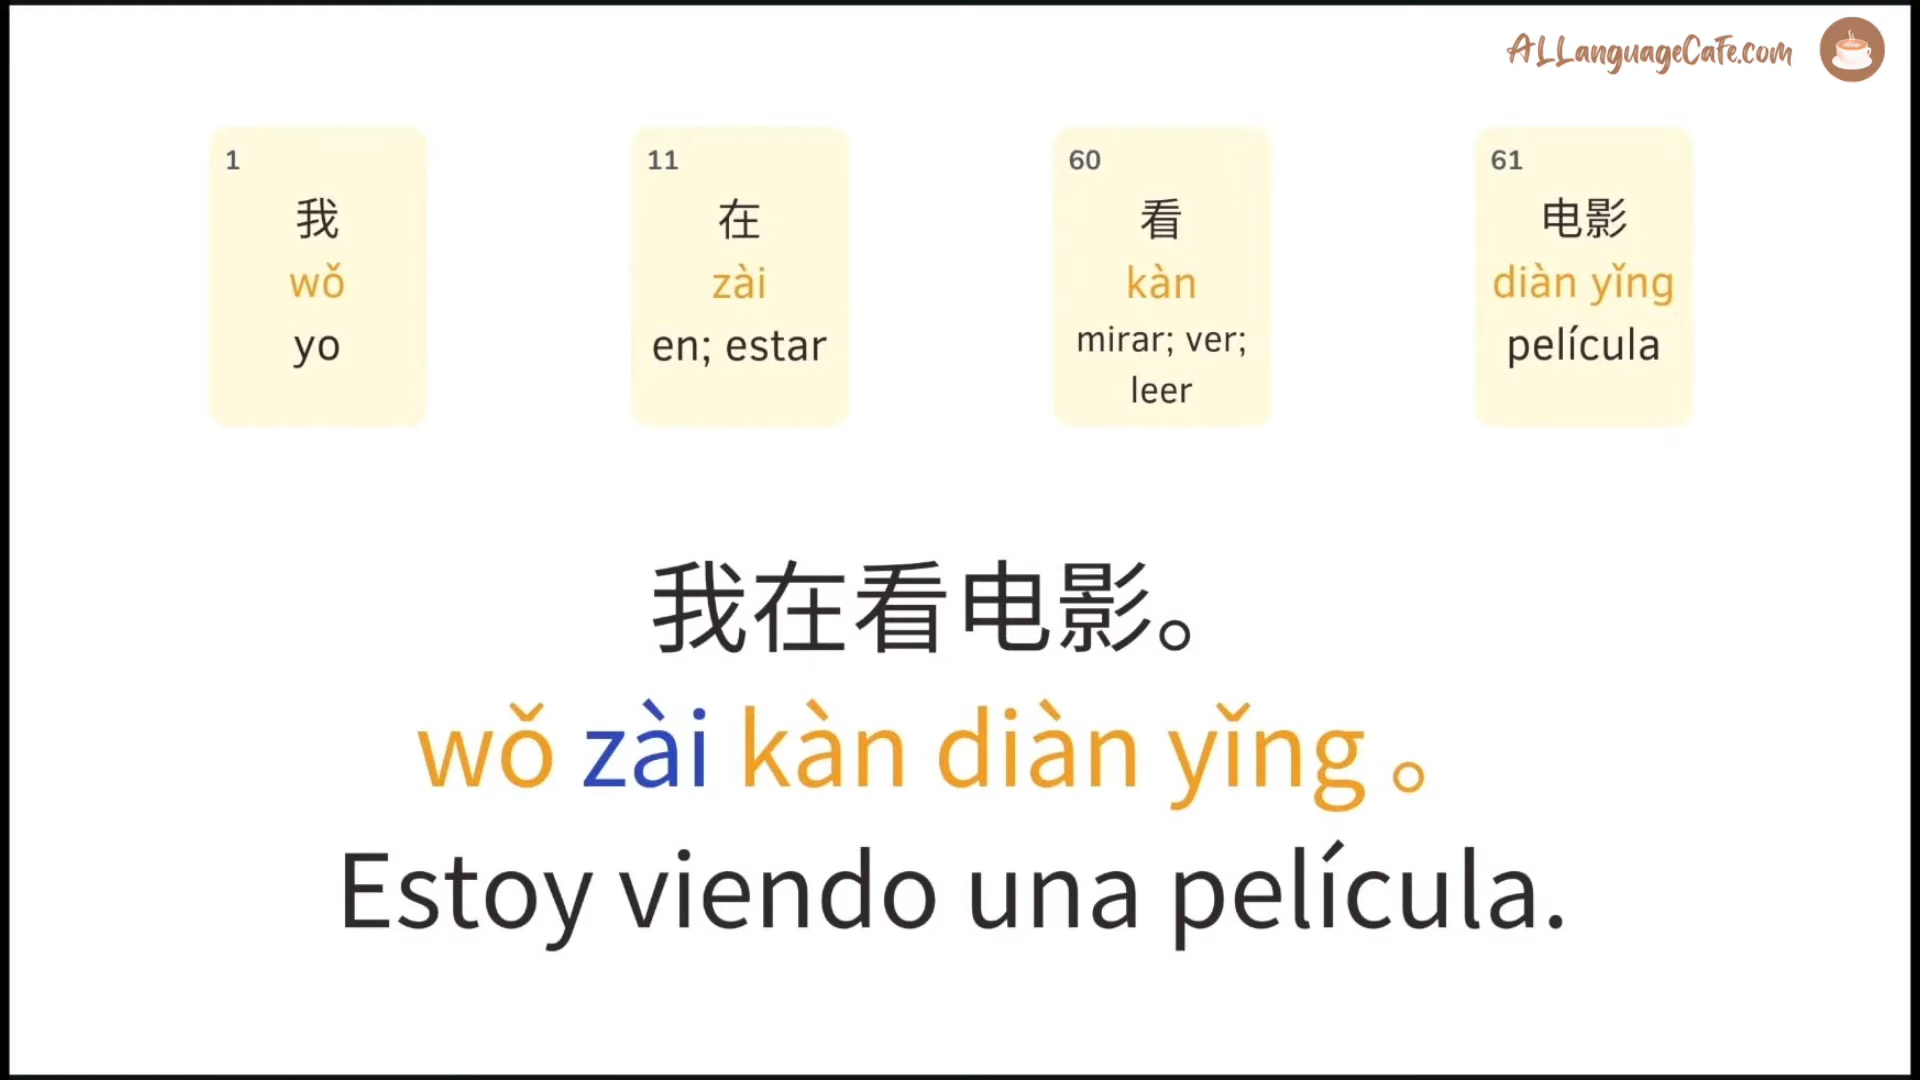 ALLanguageCafe.com
1
我
wǒ
yo
11
在
zài
en; estar
60
看
kàn
mirar; ver;
leer
61
电影
diàn yǐng
película
我在看电影。
wǒ zài kàn diàn yǐng 。
Estoy viendo una película.